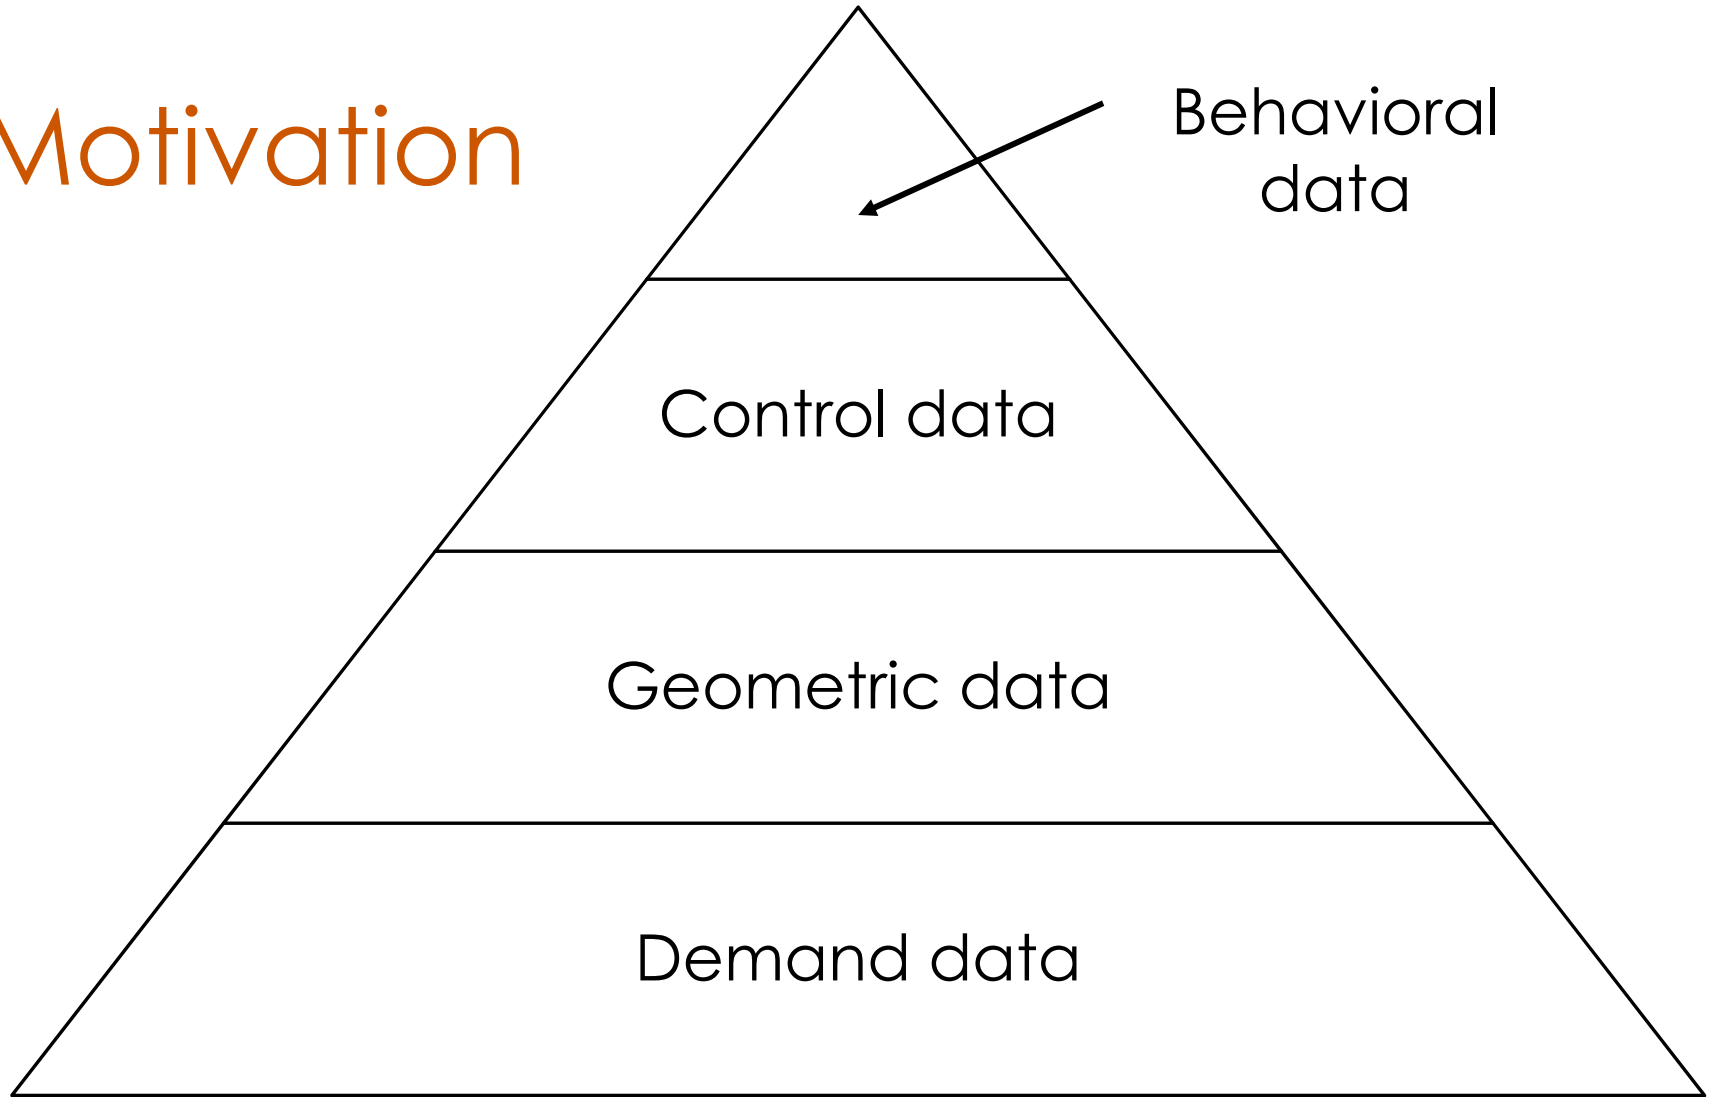 Motivation
Behavioral
data
Control data
Geometric data
Demand data